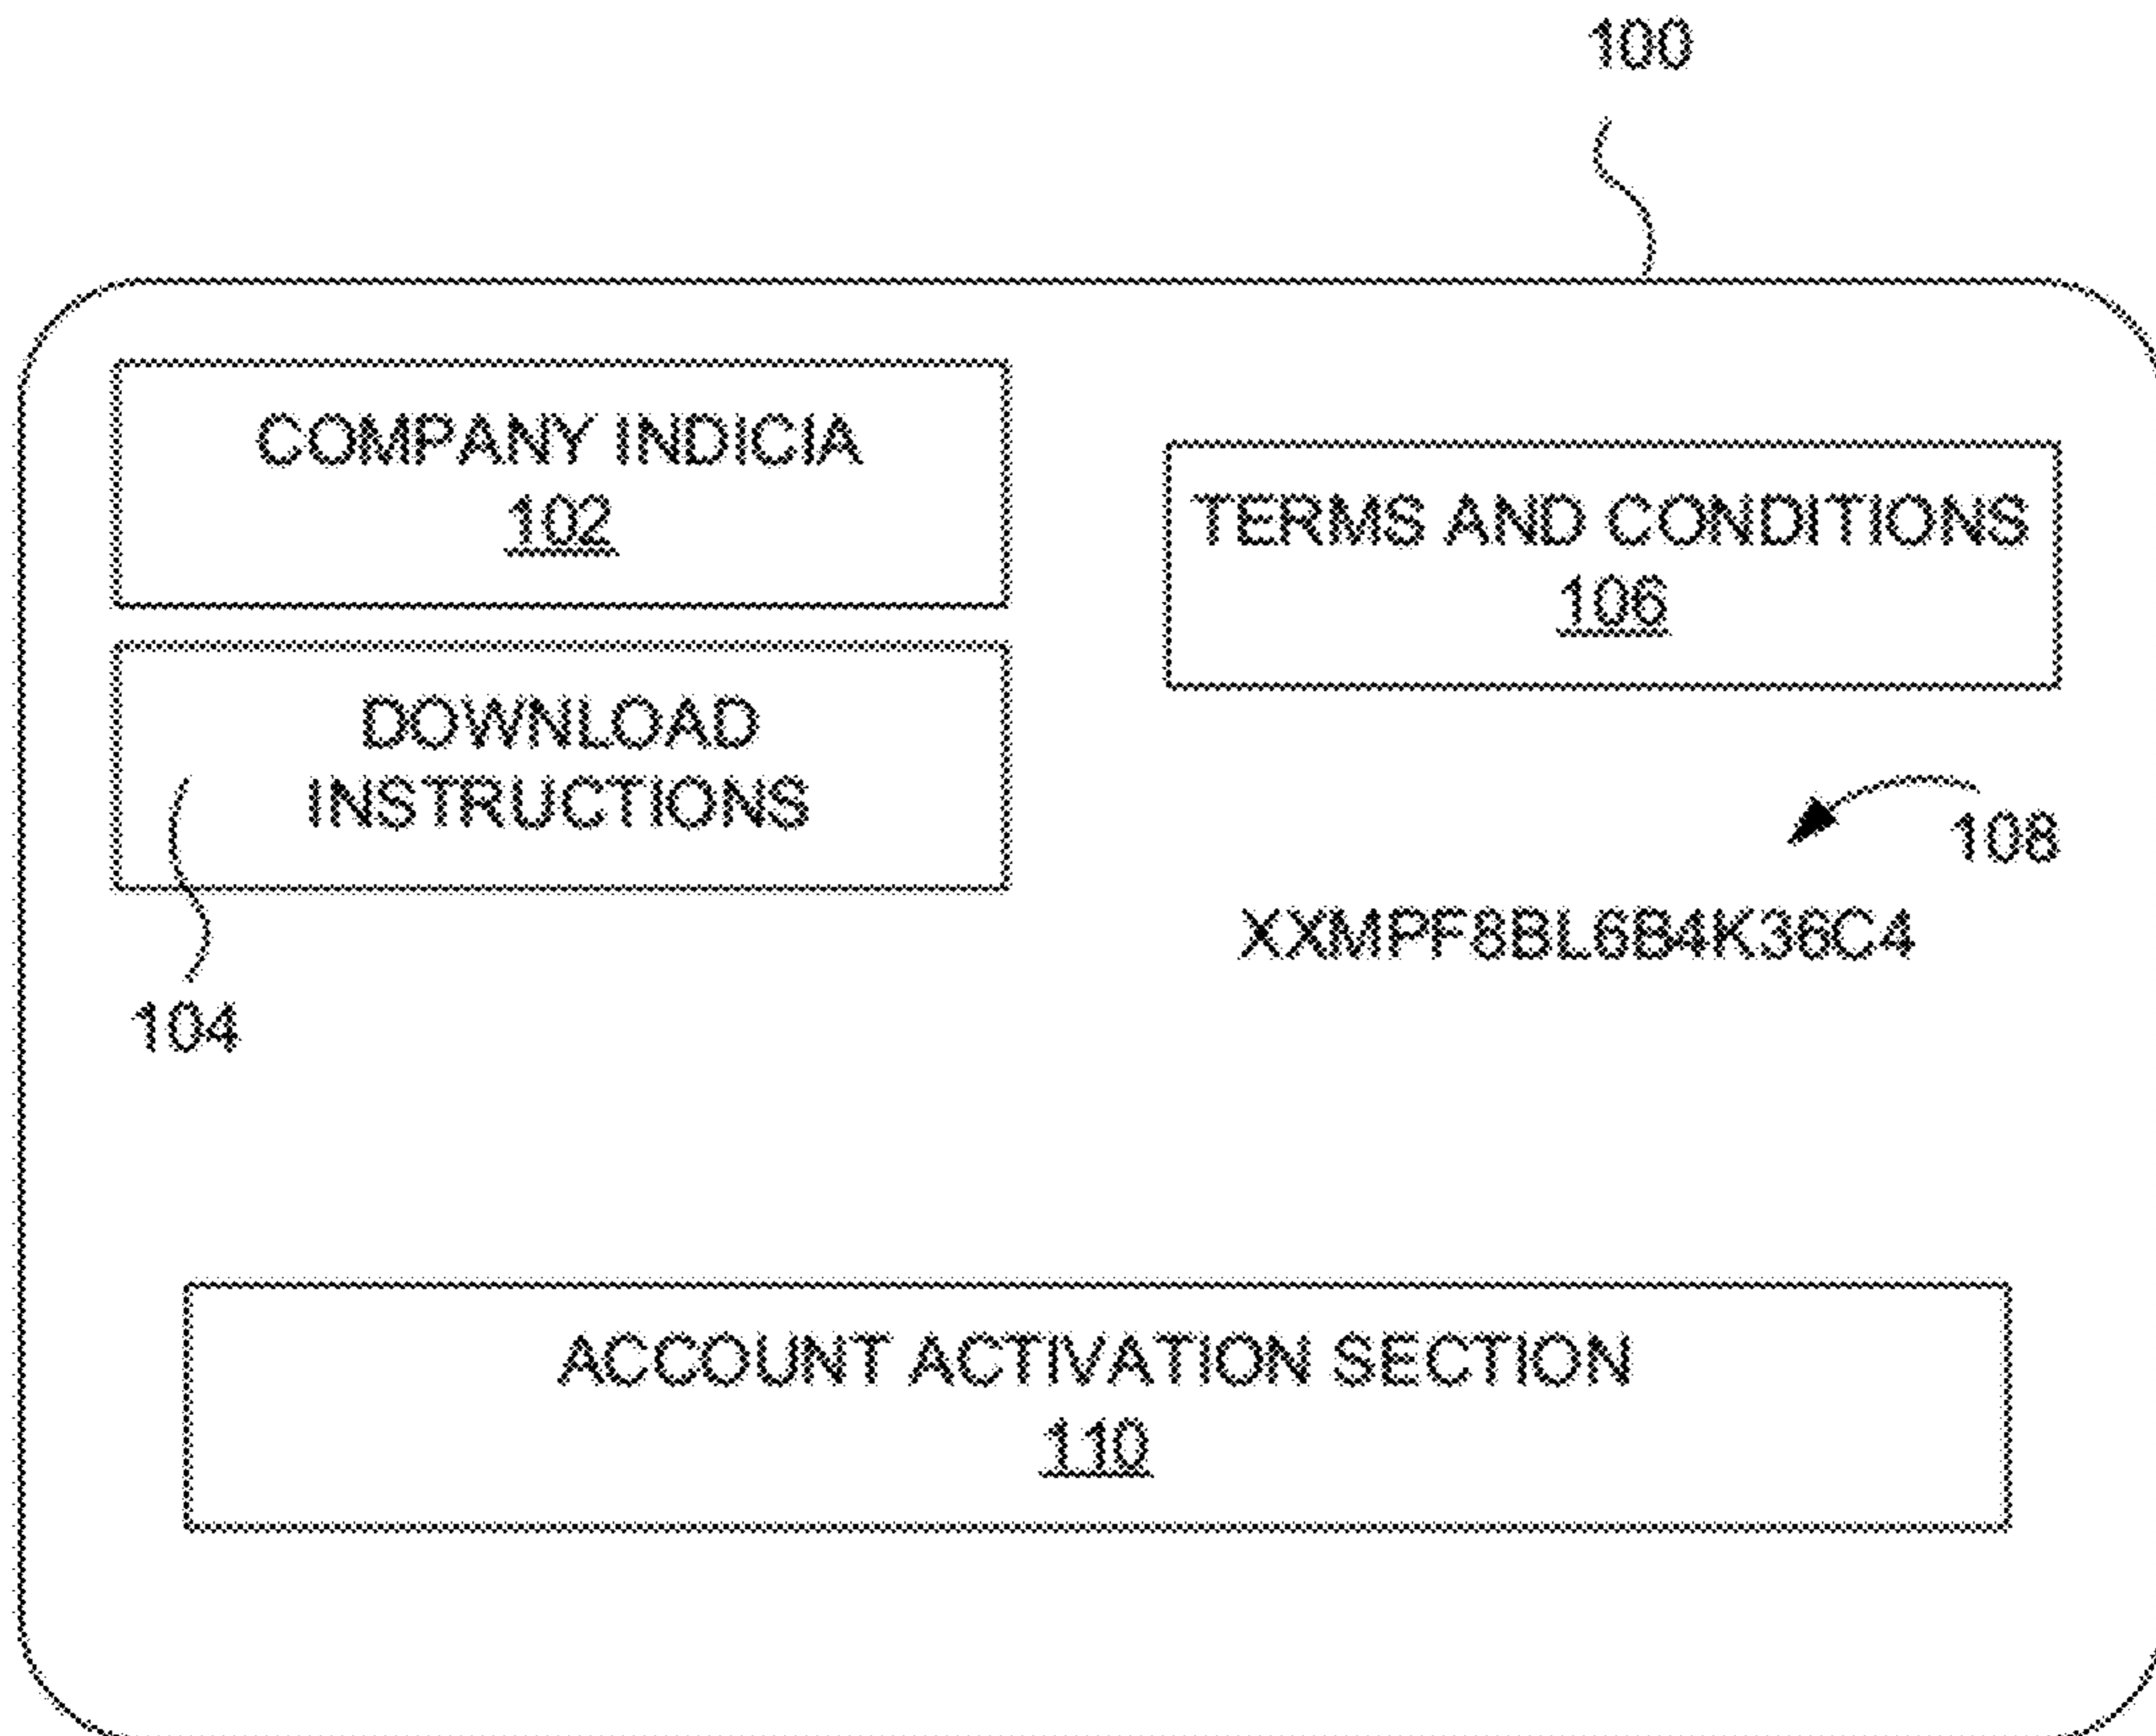 100
COMPANY INDICIA
102
TERMS AND CONDITIONS
106
DOWNLOAD
INSTRUCTIONS
104
108
XXMPF8BL6B4K36C4
ACCOUNT ACTIVATION SECTION
110